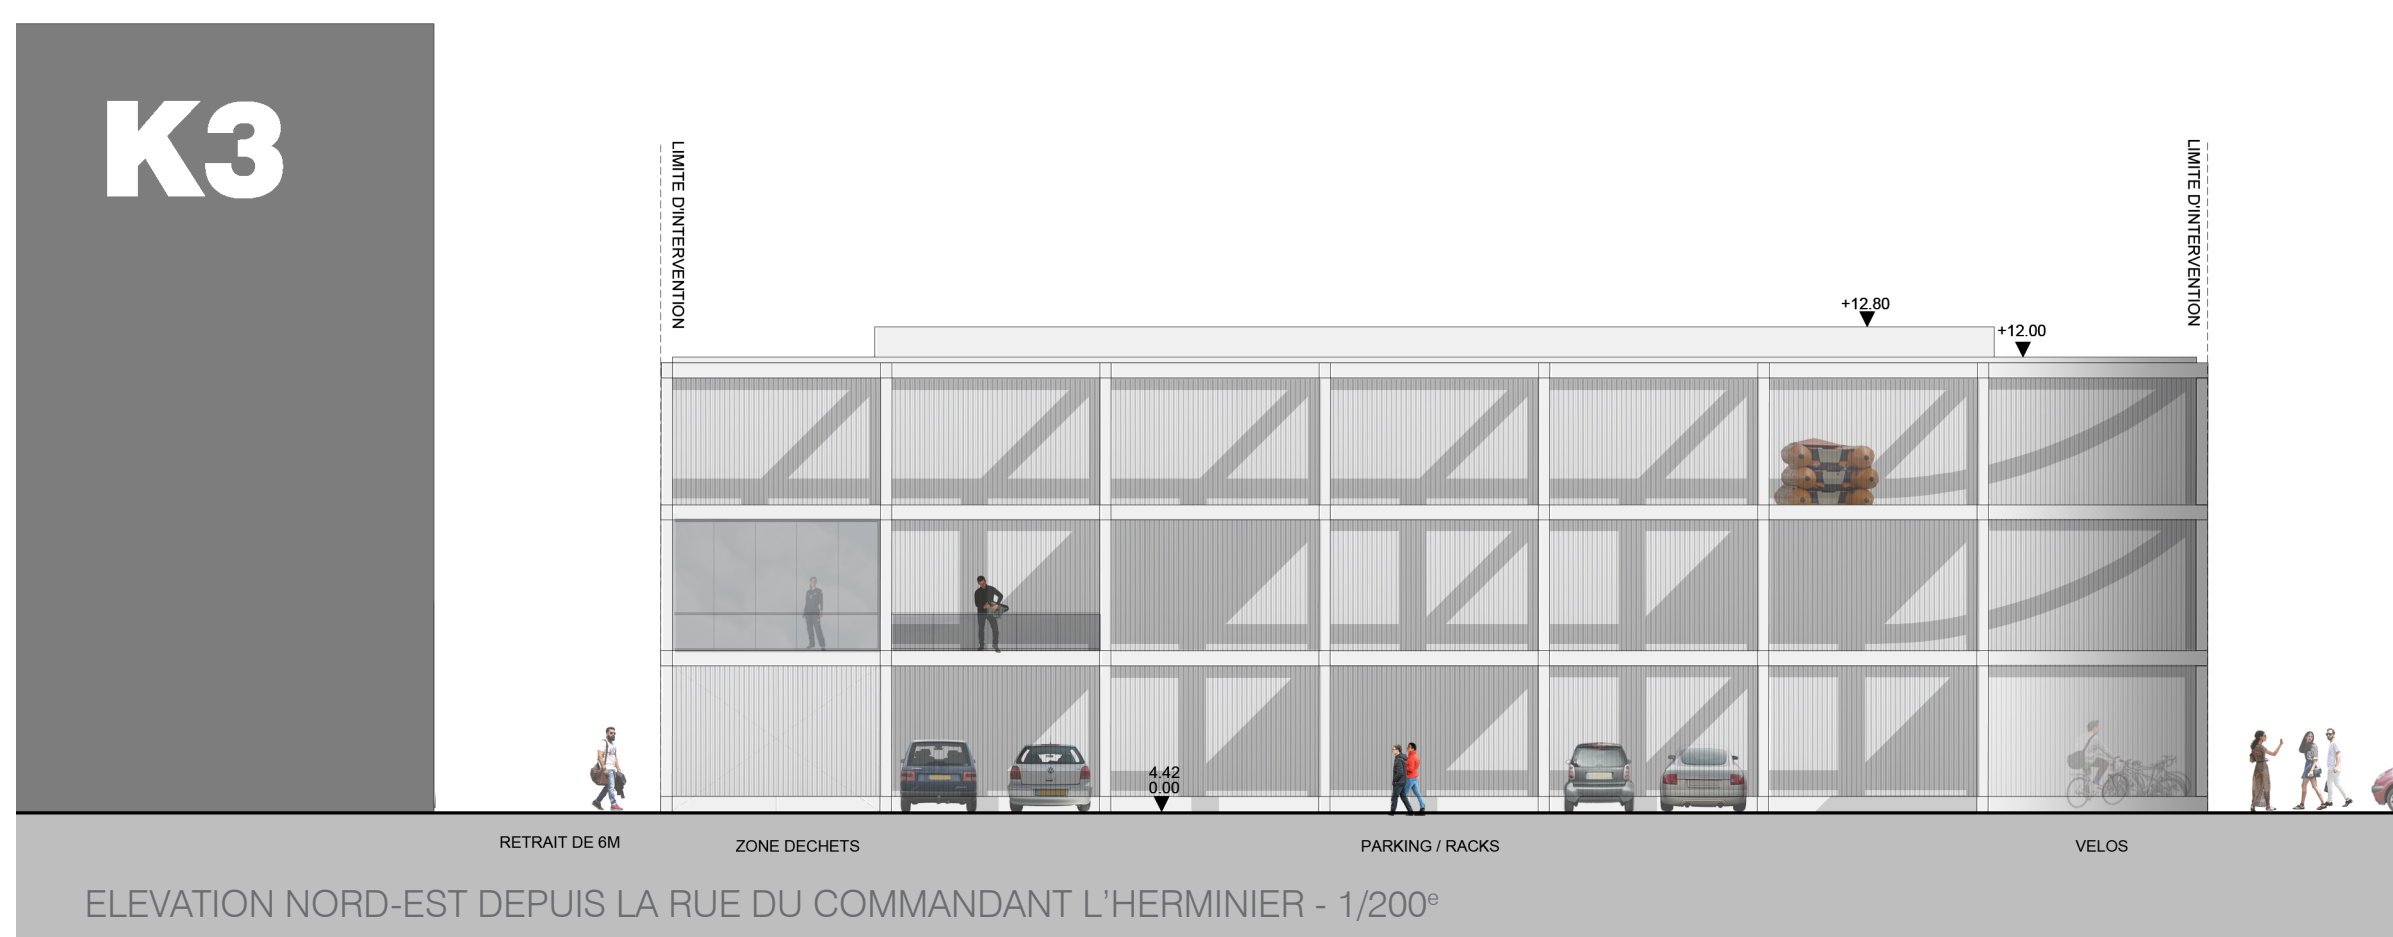 K3
LIMITE D'INTERVENTION
LIMITE D'INTERVENTION
+12.80
+12.00
4.42
0.00
RETRAIT DE 6M
ZONE DECHETS
PARKING / RACKS
VELOS
ELEVATION NORD-EST DEPUIS LA RUE DU COMMANDANT L’HERMINIER - 1/200e